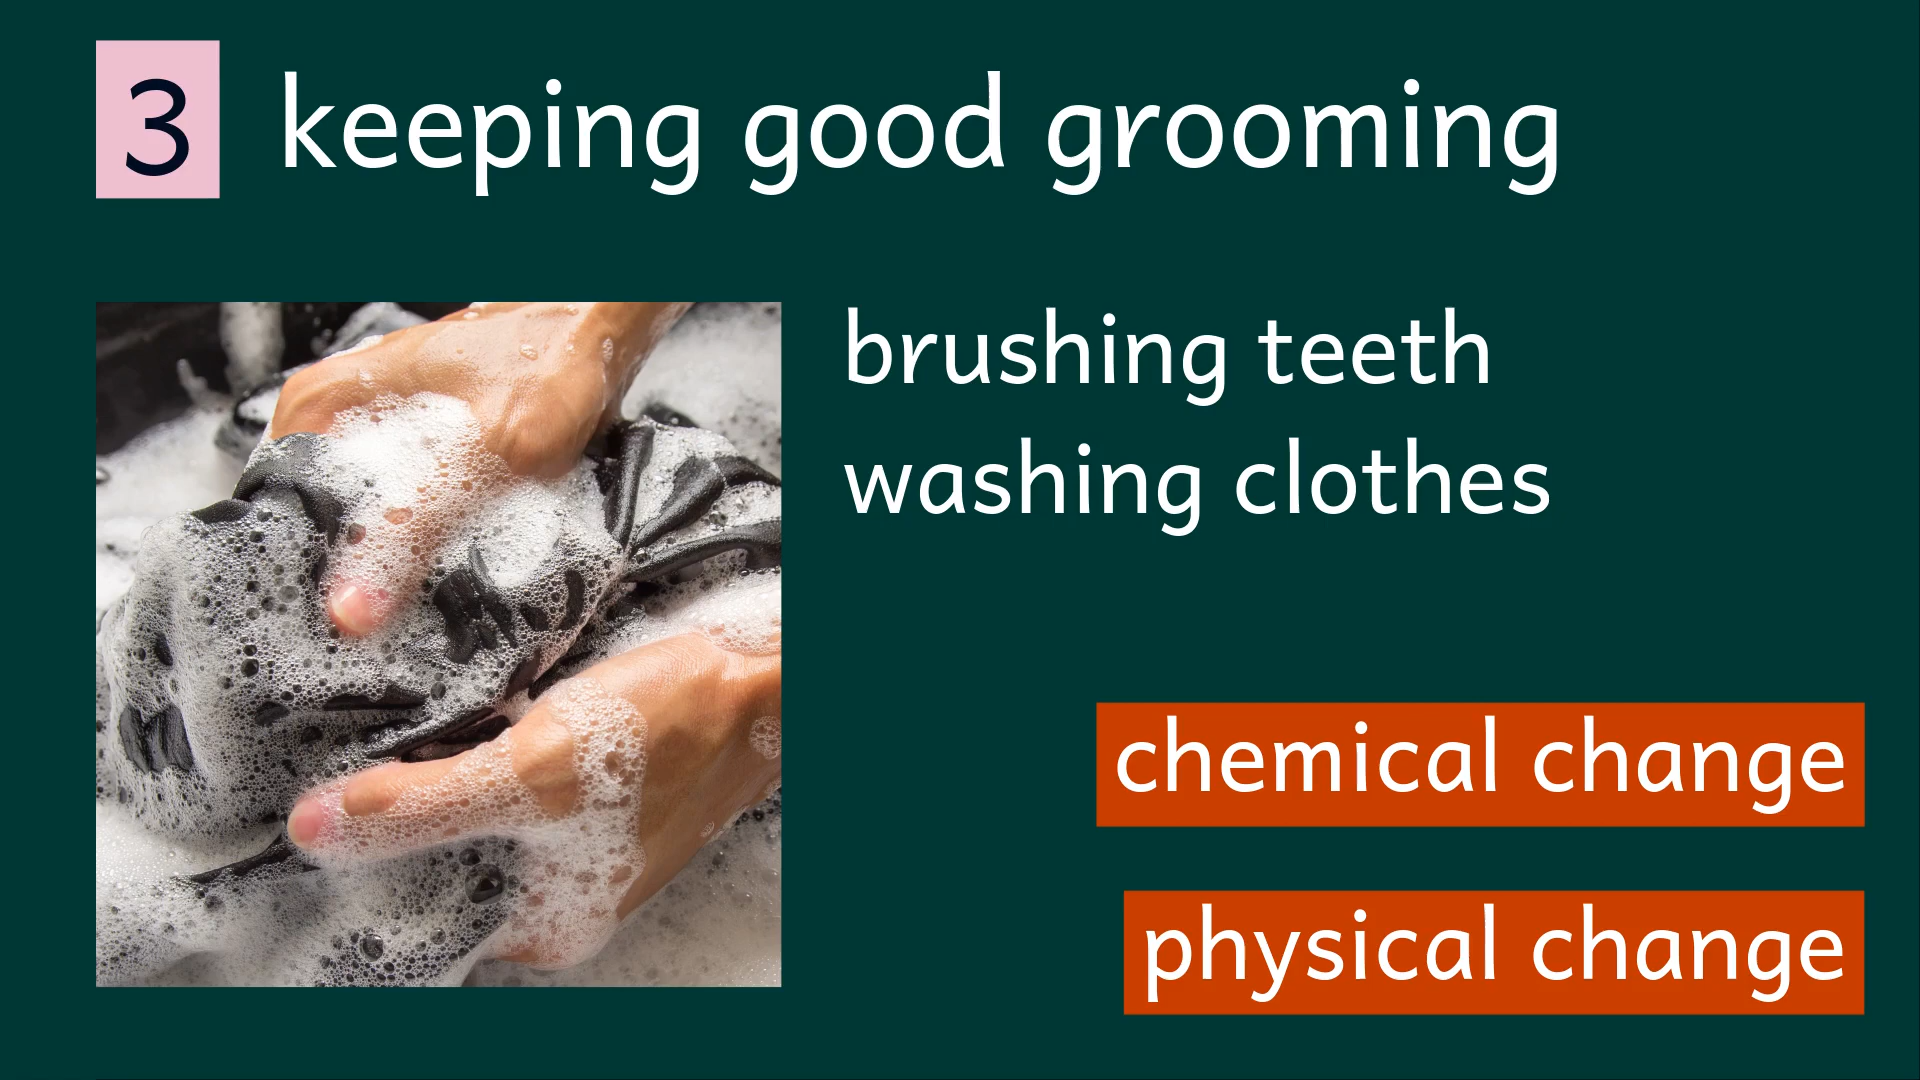 3 keeping good grooming
brushing teeth
washing clothes
chemical change
physical change